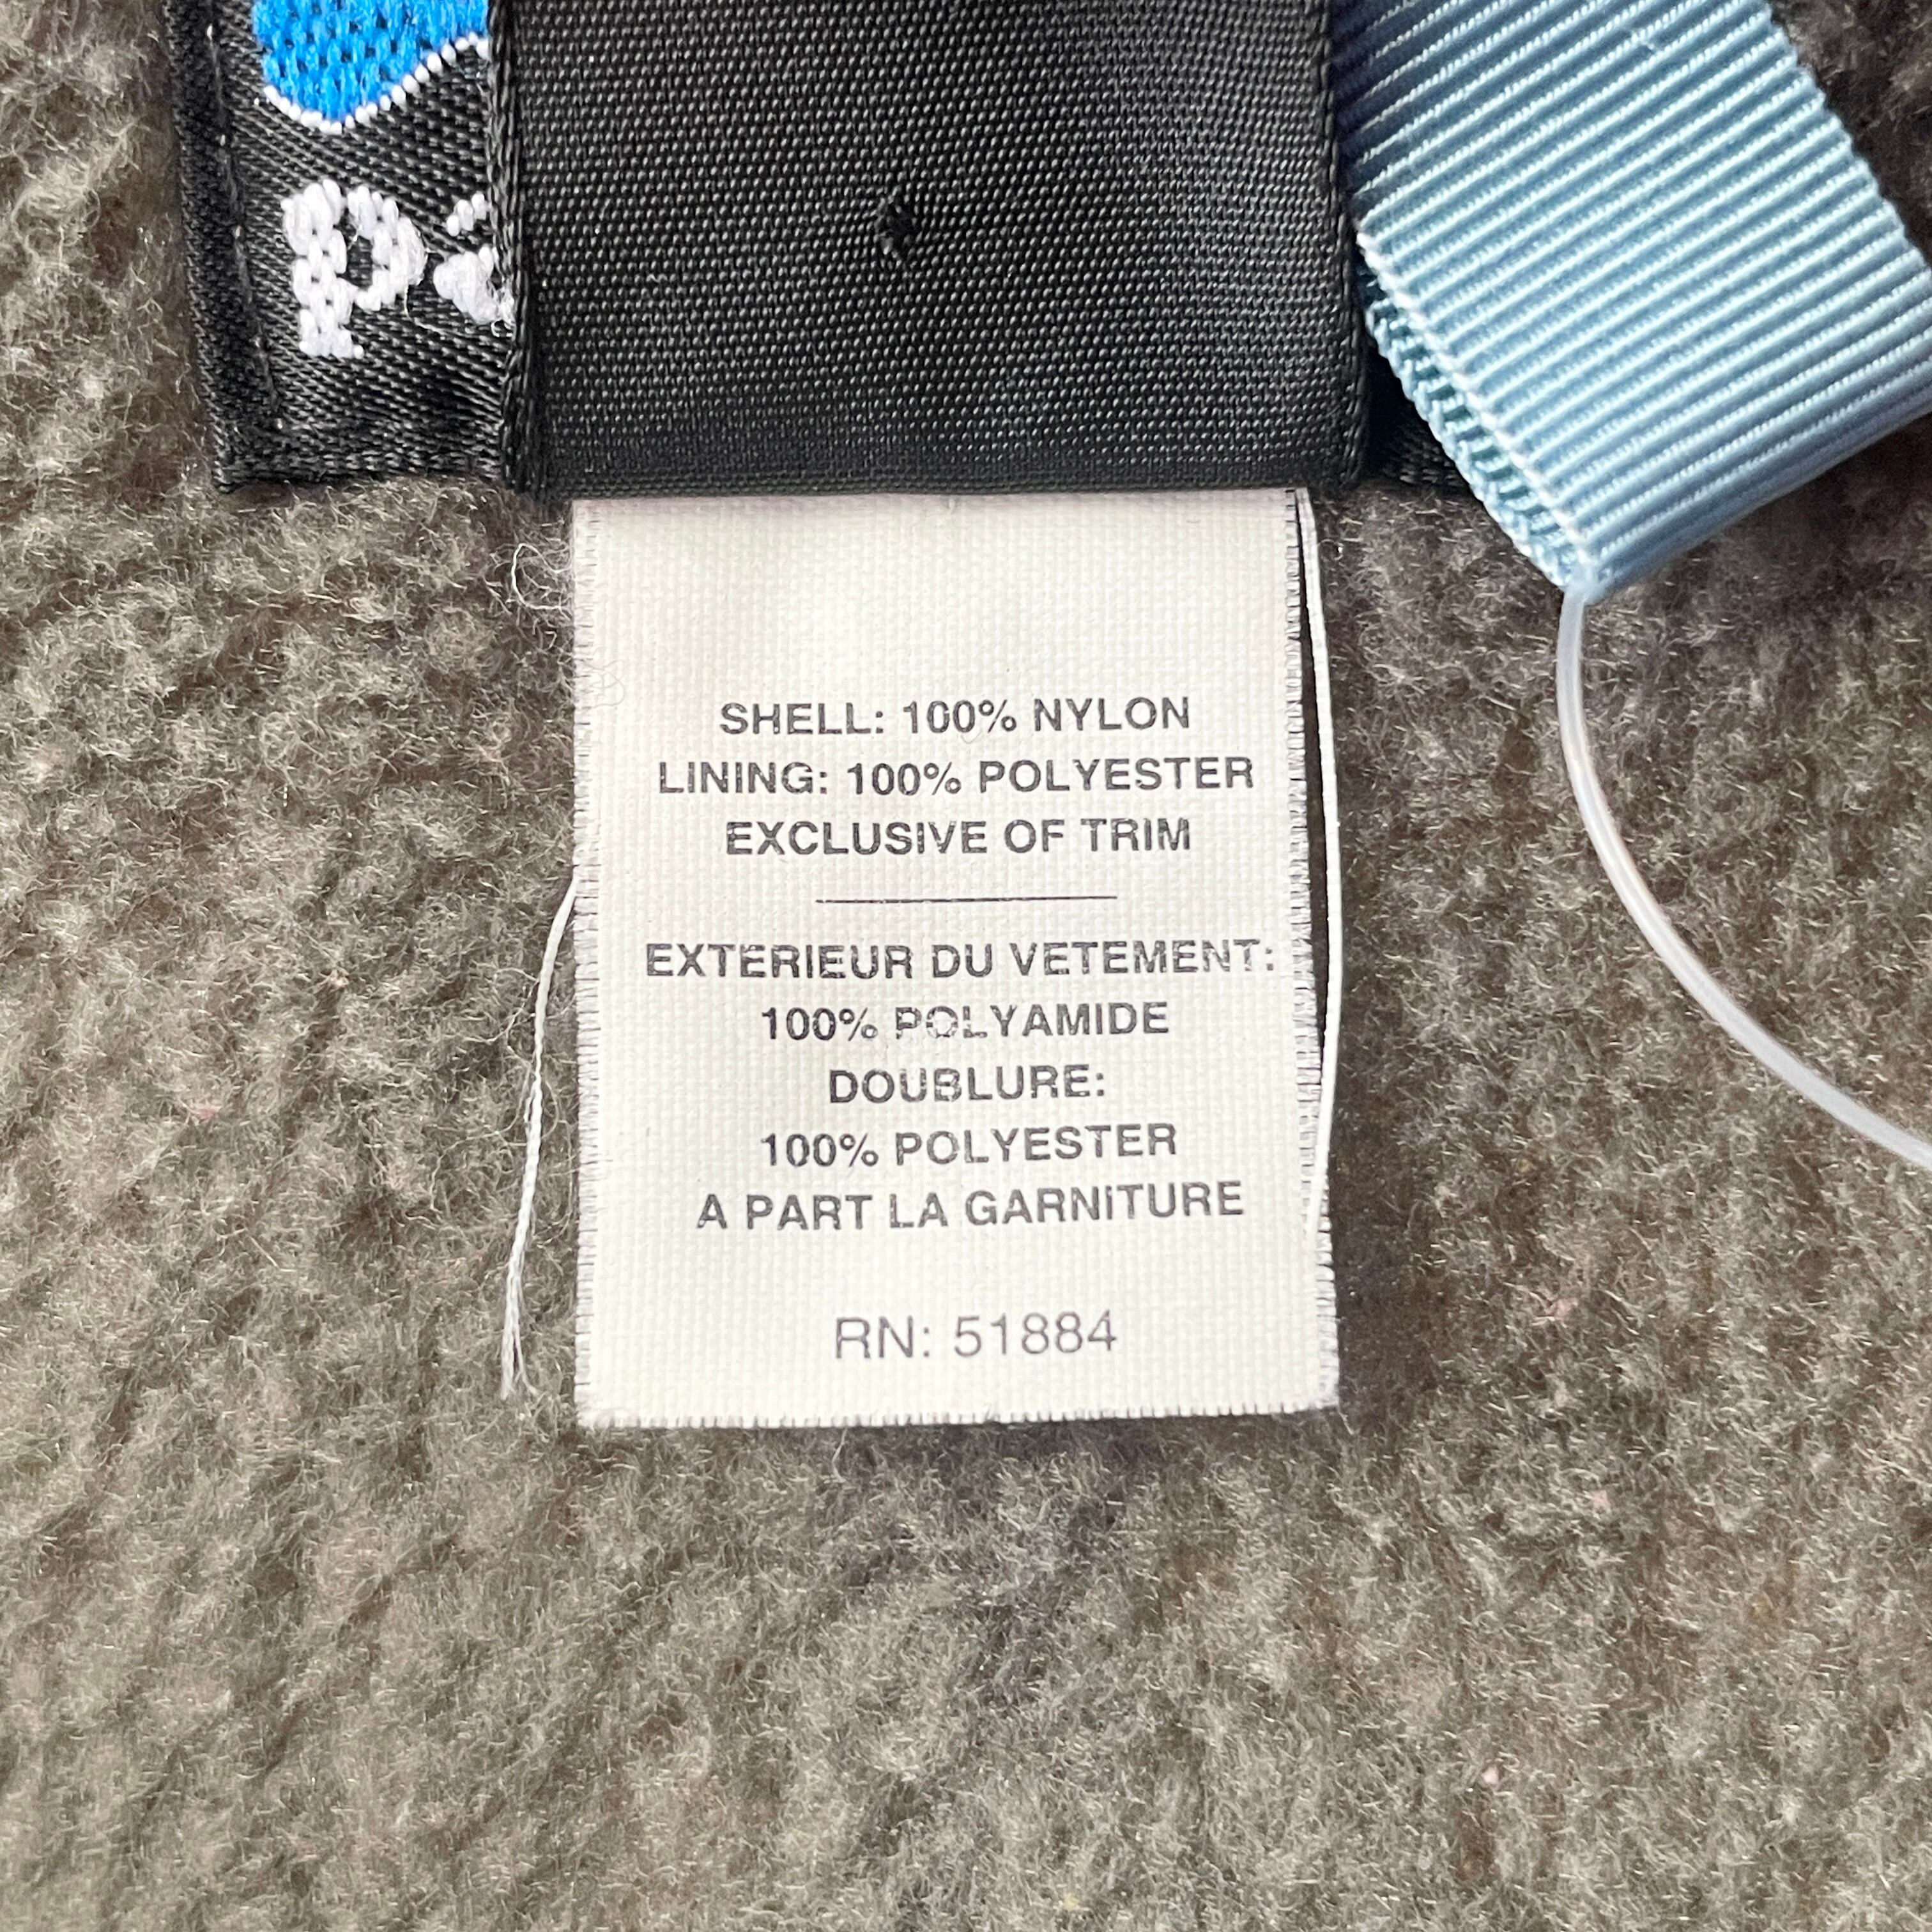 pa
SHELL: 100% NYLON
LINING: 100% POLYESTER
EXCLUSIVE OF TRIM
EXTERIEUR DU VETEMENT:
100% POLYAMIDE
DOUBLURE:
100% POLYESTER
A PART LA GARNITURE
RN: 51884